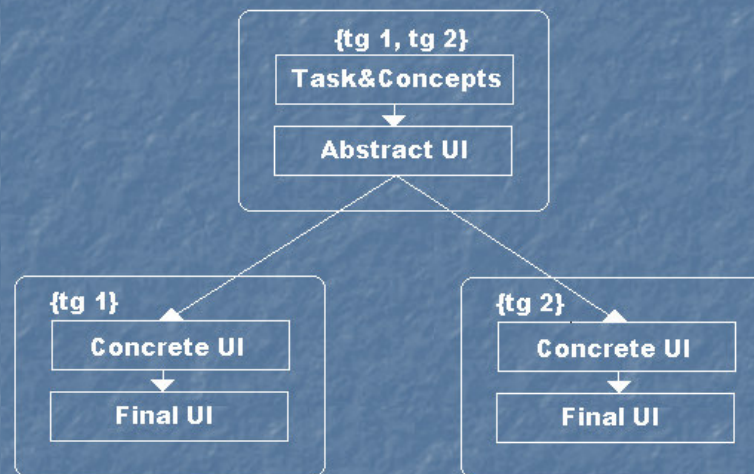 {tg 1, tg 2}
Task&Concepts
Abstract UI
{tg 1}
Concrete UI
Final UI
{tg 2}
Concrete UI
Final UI